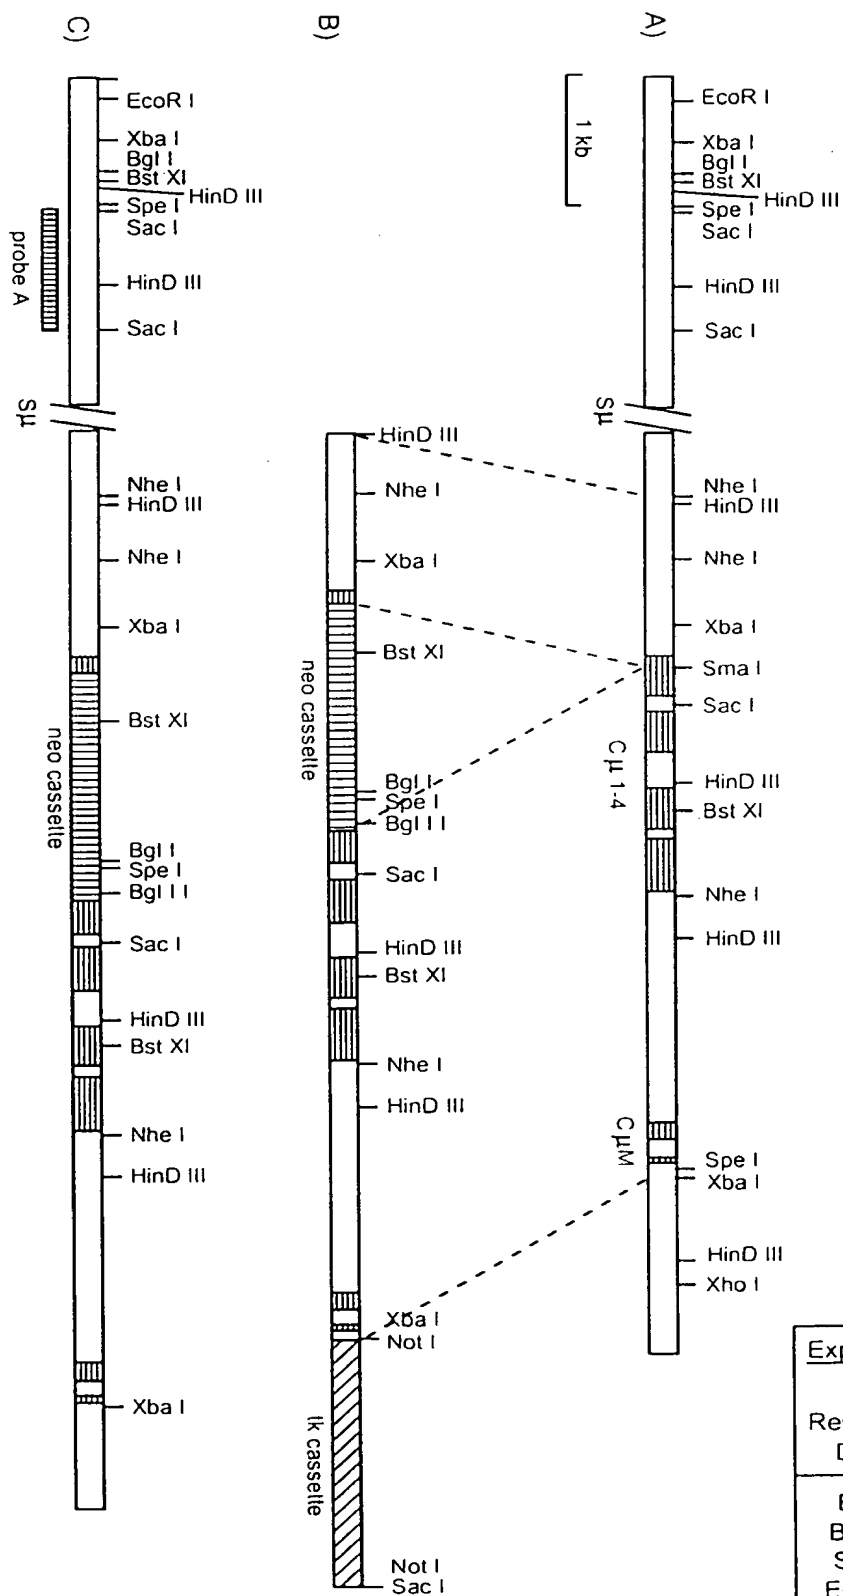 A)
EcoR I
Xba I
Bgl I
Bst XI
HinD III
Spe I
Sac I
HinD III
Sac I
Sμ
Nhe I
HinD III
Nhe I
Xba I
Sma I
Sac I
Cμ 1-4
HinD III
Bst XI
Nhe I
HinD III
CμM
Spe I
Xba I
HinD III
Xho I
1 kb
B)
HinD III
Nhe I
Xba I
Bst XI
neo cassette
Bgl I
Spe I
Bgl I I
Sac I
HinD III
Bst XI
Nhe I
HinD III
Xba I
Not I
tk cassette
Not I
Sac I
C)
EcoR I
Xba I
Bgl I
Bst XI
HinD III
Spe I
Sac I
HinD III
Sac I
probe A
Sμ
Nhe I
HinD III
Nhe I
Xba I
Bst XI
neo cassette
Bgl I
Spe I
Bgl I I
Sac I
HinD III
Bst XI
Nhe I
HinD III
Xba I